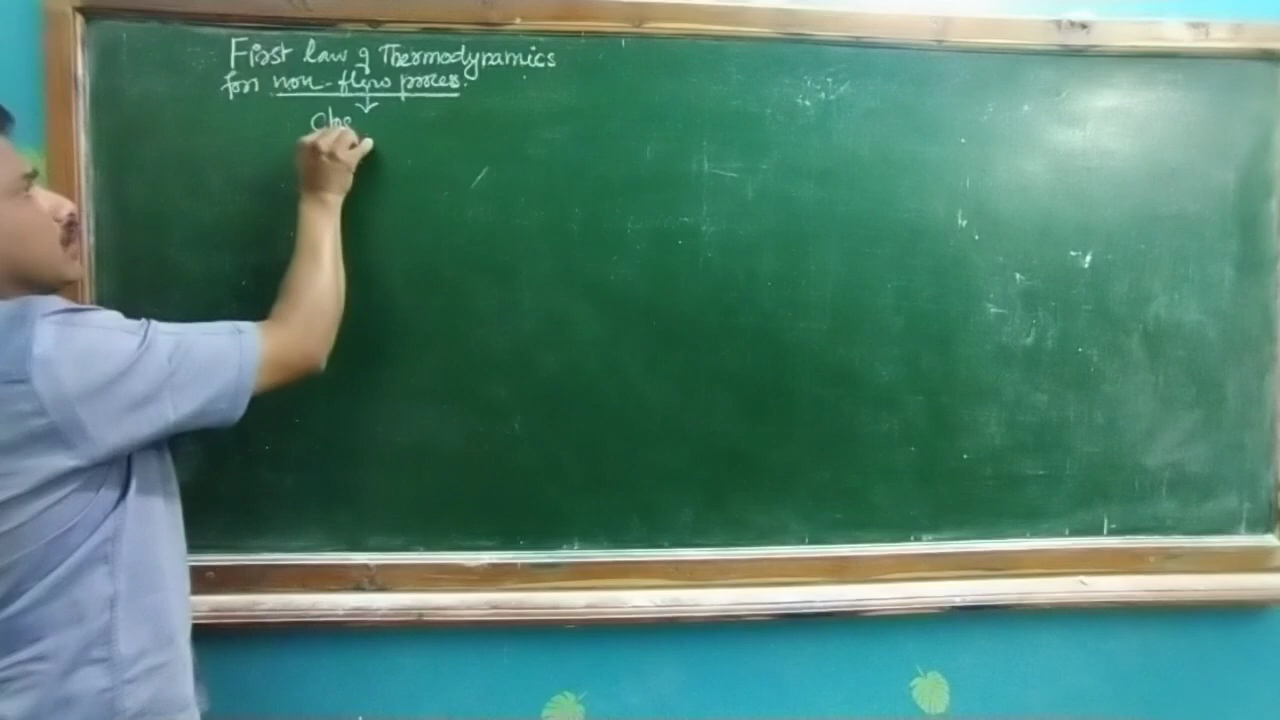 First law of Thermodynamics
for non-flow process.
Clos